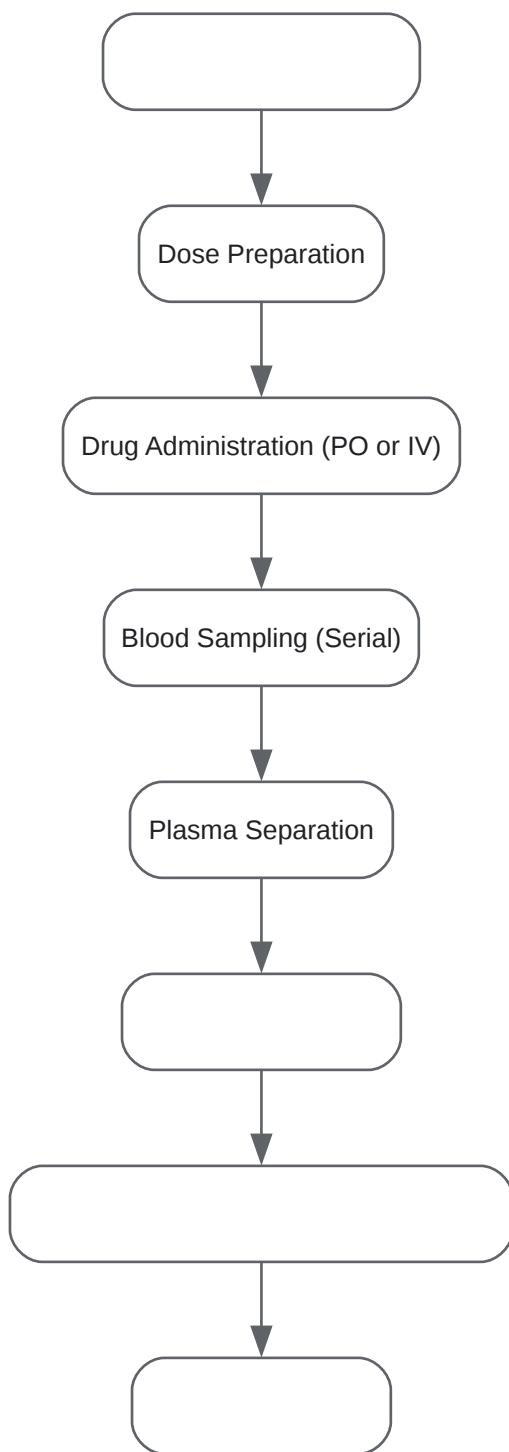 Dose Preparation
Drug Administration (PO or IV)
Blood Sampling (Serial)
Plasma Separation